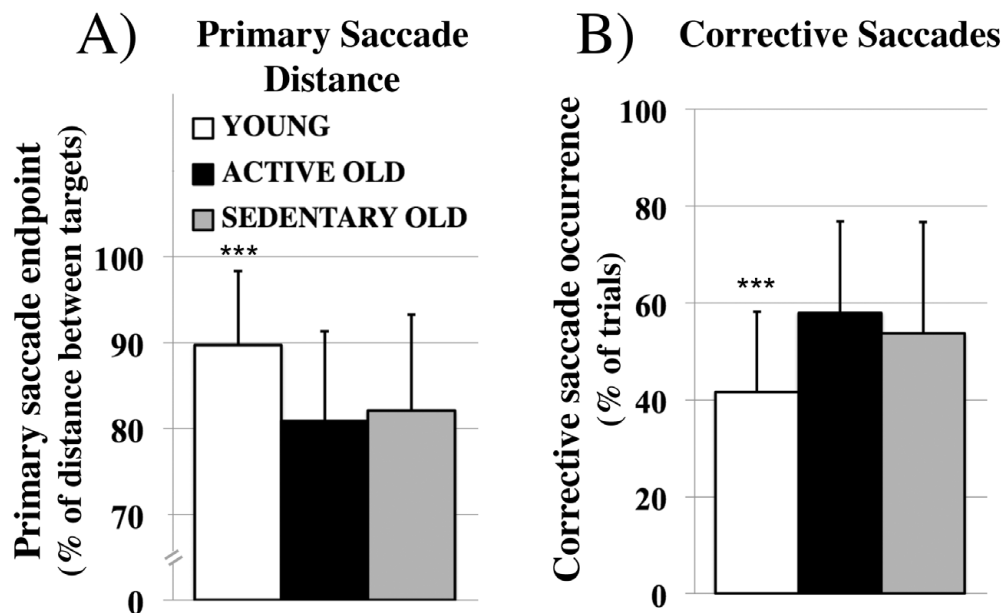 A)
Primary Saccade
Distance
YOUNG
ACTIVE OLD
SEDENTARY OLD
***
Primary saccade endpoint
(% of distance between targets)
100
90
80
70
0
B)
Corrective Saccades
Corrective saccade occurrence
(% of trials)
100
80
60
40
20
0
***